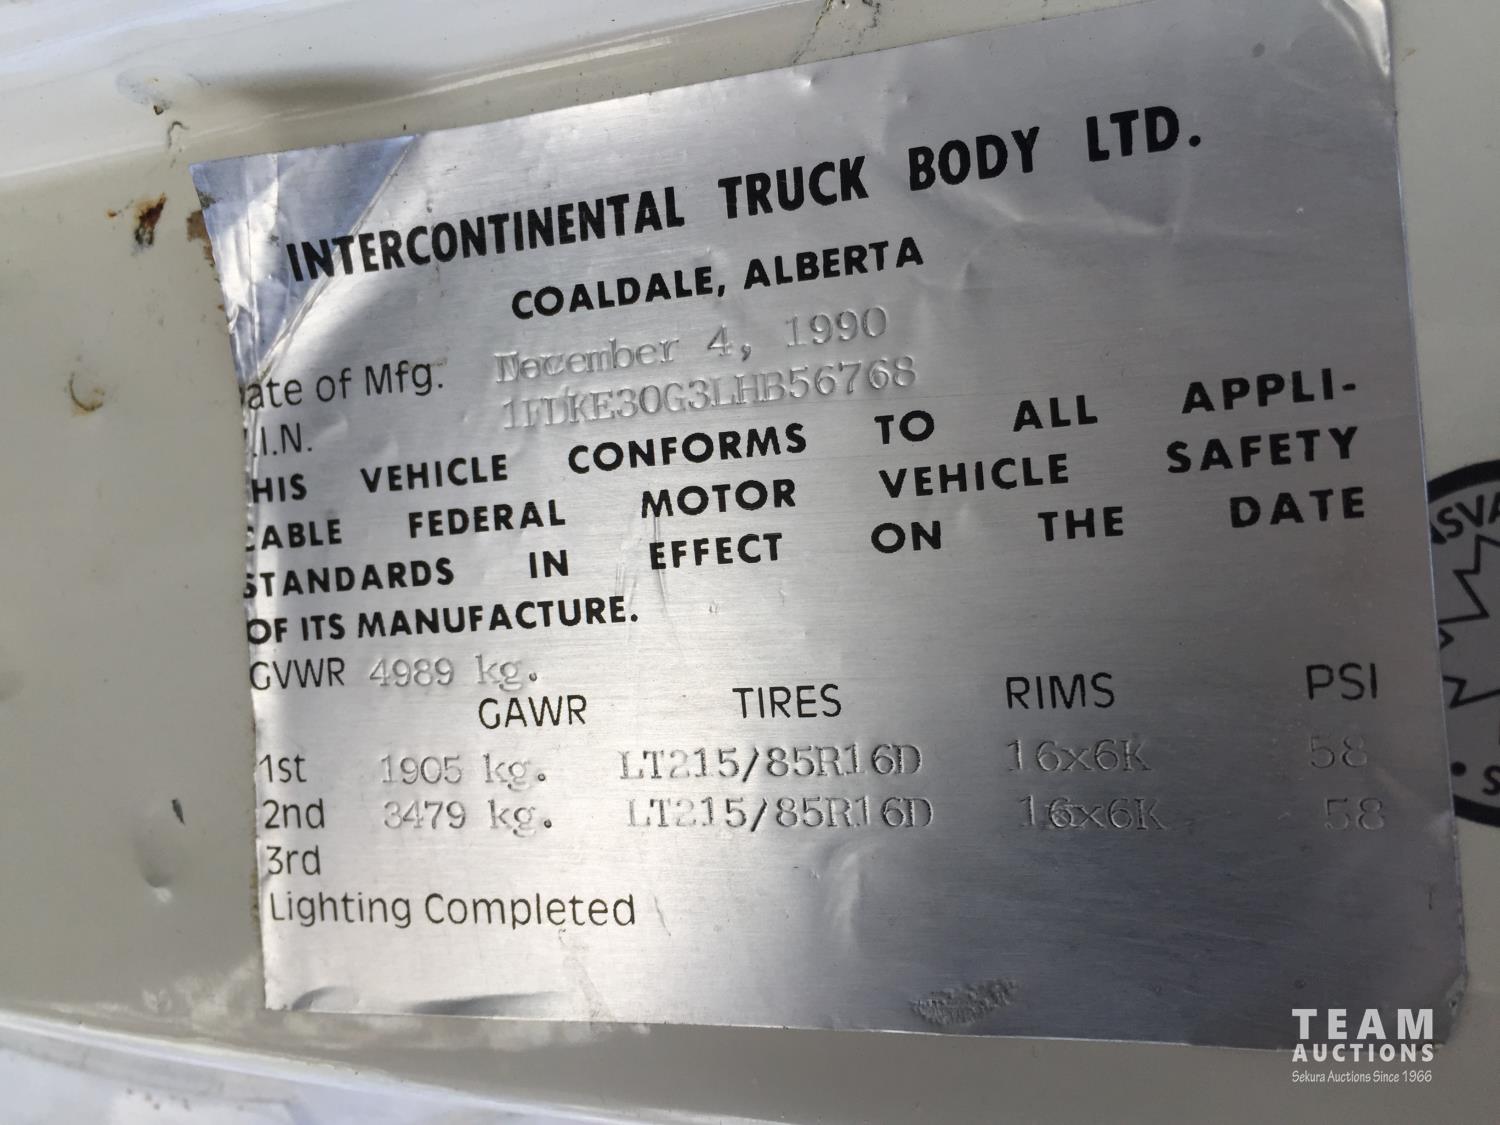 INTERCONTINENTAL TRUCK BODY LTD.
COALDALE, ALBERTA
ate of Mfg. December 4, 1990
.I.N. 1FDKE30G3LHB56768
HIS VEHICLE CONFORMS TO ALL APPLI-
CABLE FEDERAL MOTOR VEHICLE SAFETY
STANDARDS IN EFFECT ON THE DATE
OF ITS MANUFACTURE.
GVWR 4989 kg.
GAWR TIRES RIMS PSI
1st 1905 kg. LT215/85R16D 16x6K 58
2nd 3479 kg. LT215/85R16D 16x6K 58
3rd
Lighting Completed
SVA
S
TEAM
AUCTIONS
Sekura Auctions Since 1966